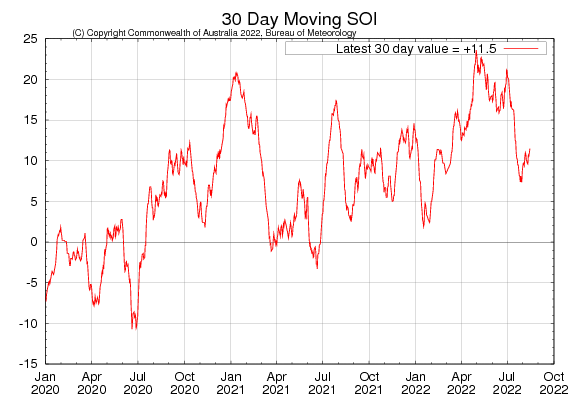 30 Day Moving SOI
(C) Copyright Commonwealth of Australia 2022, Bureau of Meteorology
Latest 30 day value = +11.5
25
20
15
10
5
0
-5
-10
-15
Jan Apr Jul Oct Jan Apr Jul Oct Jan Apr Jul Oct
2020 2020 2020 2020 2021 2021 2021 2021 2022 2022 2022 2022